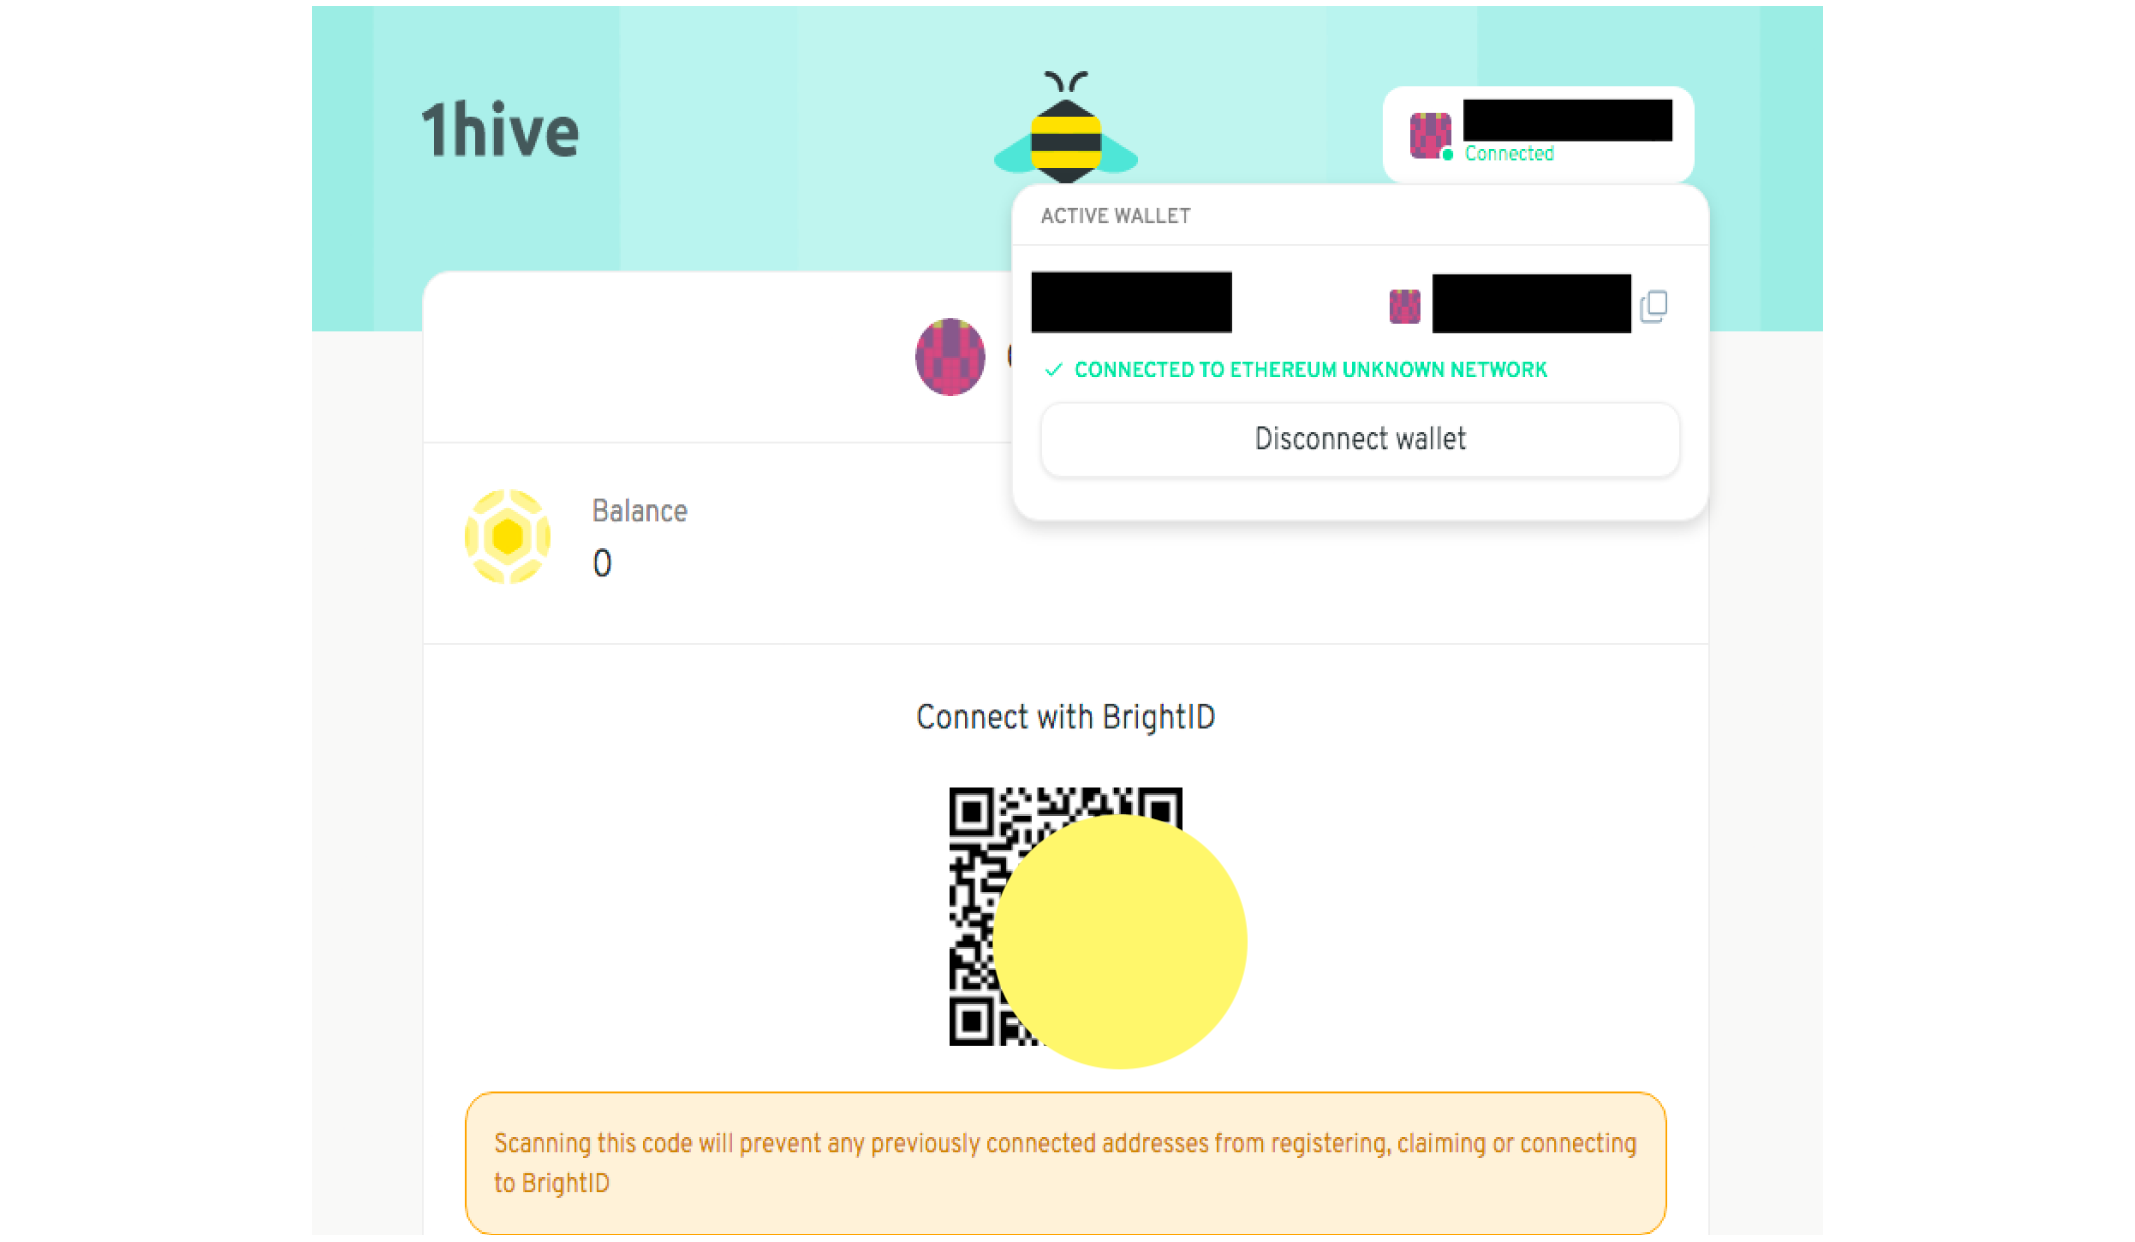 1hive
Connected
ACTIVE WALLET
CONNECTED TO ETHEREUM UNKNOWN NETWORK
Disconnect wallet
Balance
0
Connect with BrightID
Scanning this code will prevent any previously connected addresses from registering, claiming or connecting
to BrightID